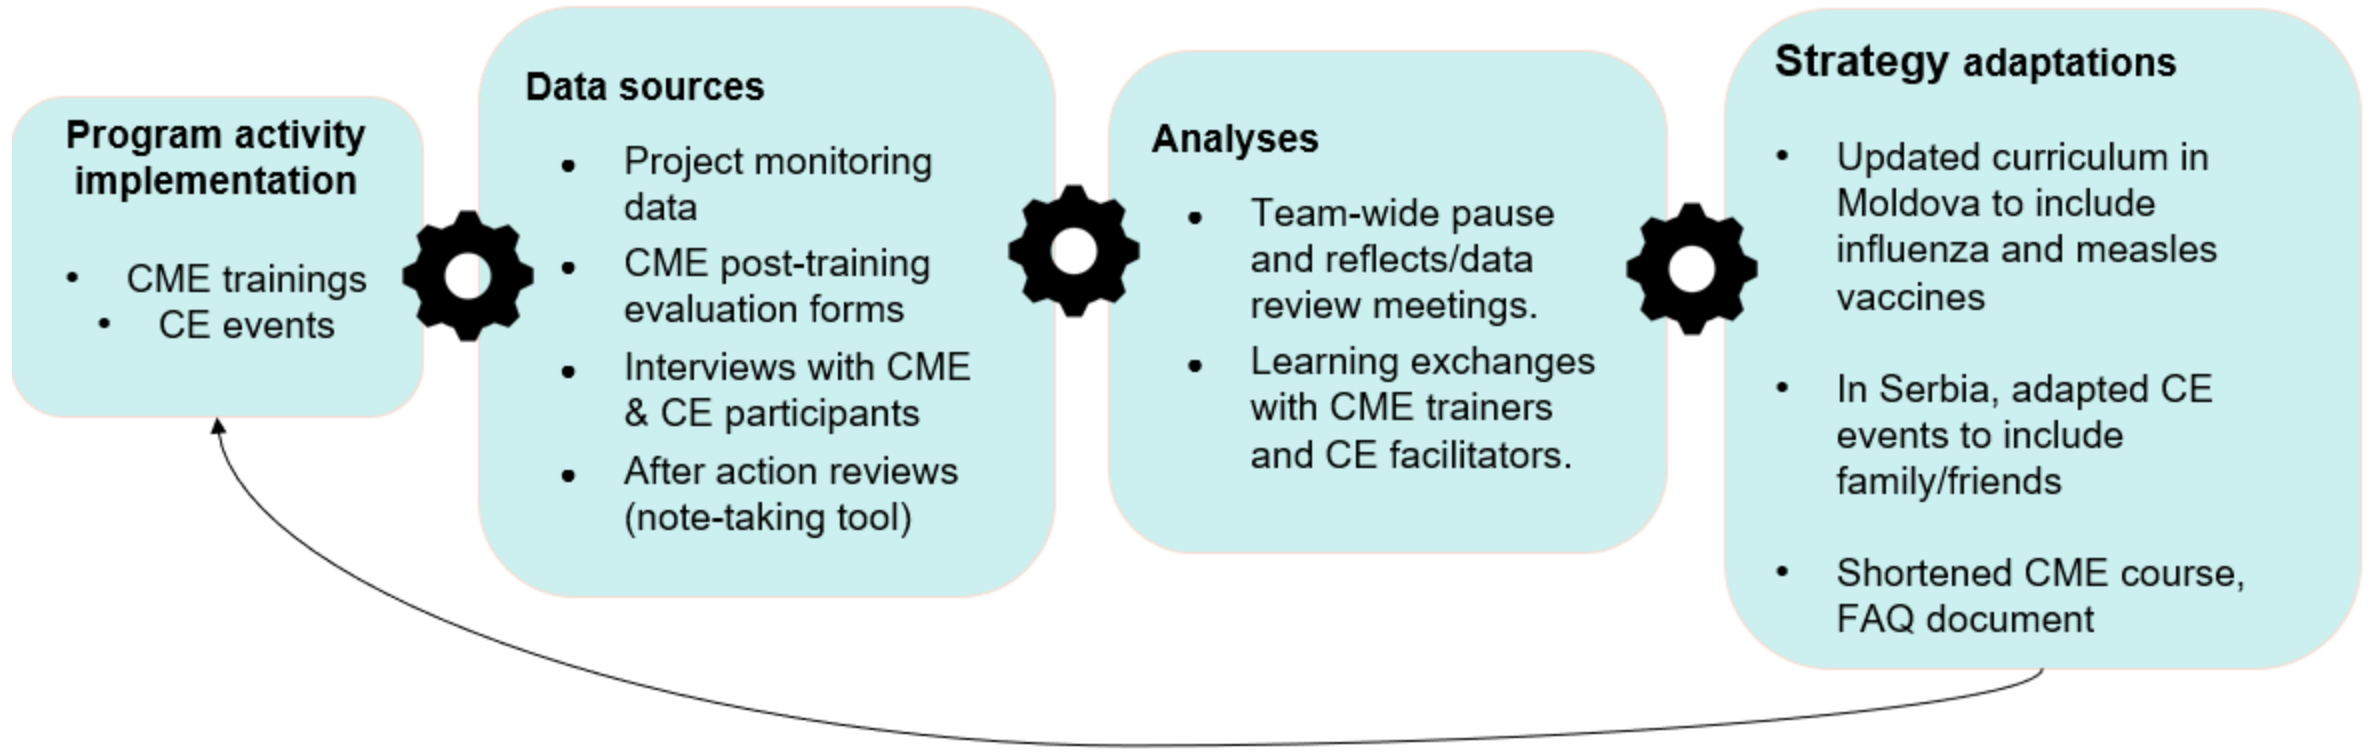 Program activity
implementation
• CME trainings
• CE events
Data sources
• Project monitoring
data
• CME post-training
evaluation forms
• Interviews with CME
& CE participants
• After action reviews
(note-taking tool)
Analyses
• Team-wide pause
and reflects/data
review meetings.
• Learning exchanges
with CME trainers
and CE facilitators.
Strategy adaptations
• Updated curriculum in
Moldova to include
influenza and measles
vaccines
• In Serbia, adapted CE
events to include
family/friends
• Shortened CME course,
FAQ document